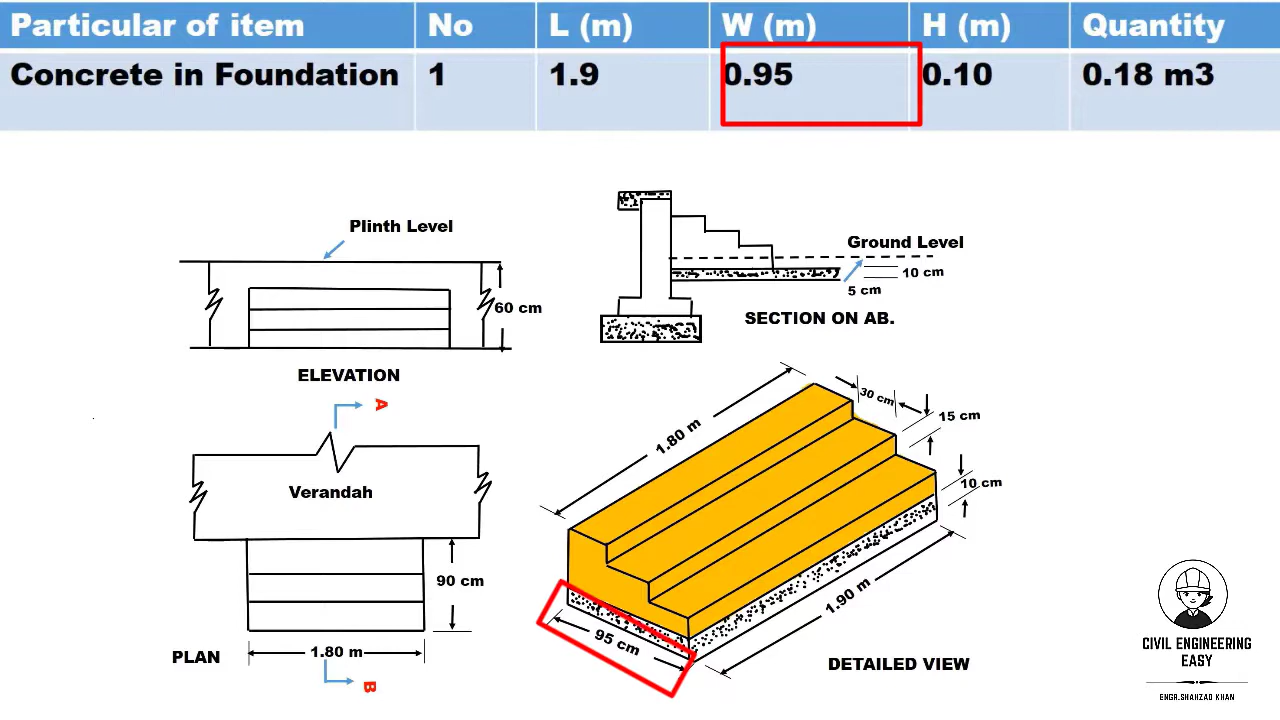 Particular of item No L (m) W (m) H (m) Quantity
Concrete in Foundation 1 1.9 0.95 0.10 0.18 m3
Plinth Level
60 cm
ELEVATION
Ground Level
10 cm
5 cm
SECTION ON AB.
A
Verandah
90 cm
1.80 m
PLAN
B
1.80 m
30 cm
15 cm
10 cm
95 cm
1.90 m
DETAILED VIEW
CIVIL ENGINEERING
EASY
ENGR.SHAHZAD KHAN